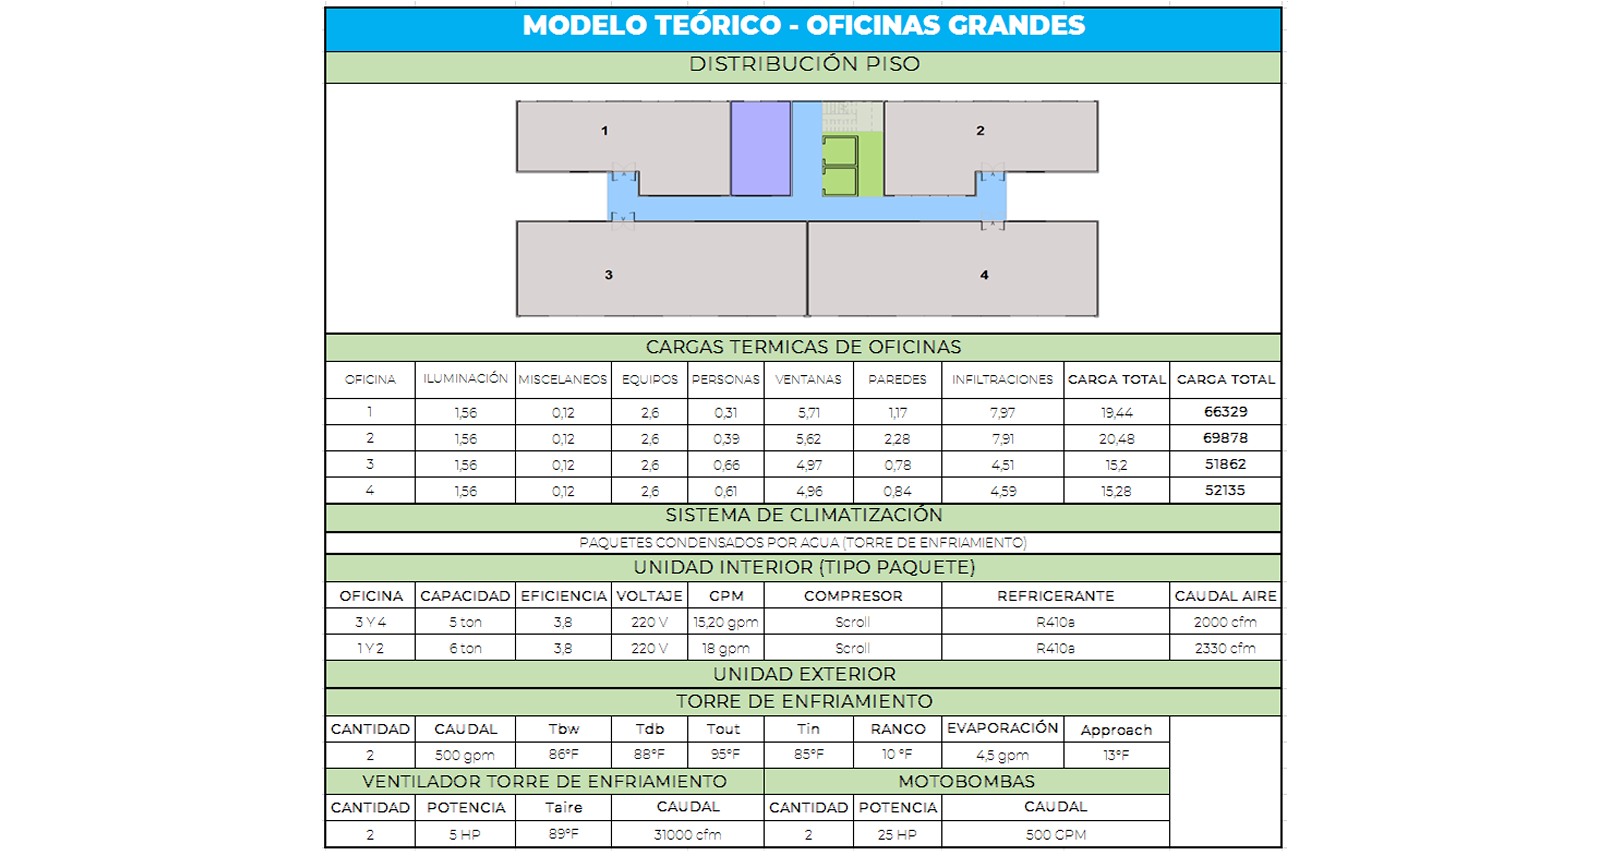 MODELO TEÓRICO - OFICINAS GRANDES
DISTRIBUCIÓN PISO
1 2
3 4
CARGAS TERMICAS DE OFICINAS
OFICINA ILUMINACIÓN MISCELANEOS EQUIPOS PERSONAS VENTANAS PAREDES INFILTRACIONES CARGA TOTAL CARGA TOTAL
1 1,56 0,12 2,6 0,31 5,71 1,17 7,97 19,44 66329
2 1,56 0,12 2,6 0,39 5,62 2,28 7,91 20,48 69878
3 1,56 0,12 2,6 0,66 4,97 0,78 4,51 15,2 51862
4 1,56 0,12 2,6 0,61 4,96 0,84 4,59 15,28 52135
SISTEMA DE CLIMATIZACIÓN
PAQUETES CONDENSADOS POR AGUA (TORRE DE ENFRIAMIENTO)
UNIDAD INTERIOR (TIPO PAQUETE)
OFICINA CAPACIDAD EFICIENCIA VOLTAJE GPM COMPRESOR REFRIGERANTE CAUDAL AIRE
3 Y 4 5 ton 3,8 220 V 15,20 gpm Scroll R410a 2000 cfm
1 Y 2 6 ton 3,8 220 V 18 gpm Scroll R410a 2330 cfm
UNIDAD EXTERIOR
TORRE DE ENFRIAMIENTO
CANTIDAD CAUDAL Tbw Tdb Tout Tin RANGO EVAPORACIÓN Approach
2 500 gpm 86°F 88°F 95°F 85°F 10 °F 4,5 gpm 13°F
VENTILADOR TORRE DE ENFRIAMIENTO MOTOBOMBAS
CANTIDAD POTENCIA Taire CAUDAL CANTIDAD POTENCIA CAUDAL
2 5 HP 89°F 31000 cfm 2 25 HP 500 GPM